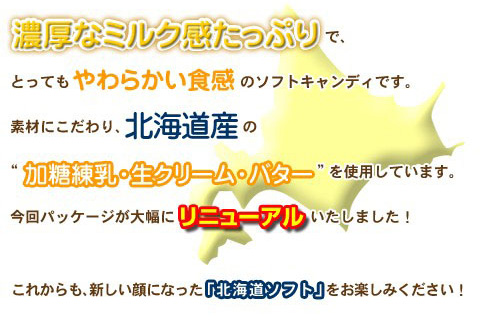 濃厚なミルク感たっぷりで、
とってもやわらかい食感のソフトキャンディです。
素材にこだわり、北海道産の
“加糖練乳・生クリーム・バター”を使用しています。
今回パッケージが大幅にリニューアルいたしました！
これからも、新しい顔になった「北海道ソフト」をお楽しみください！